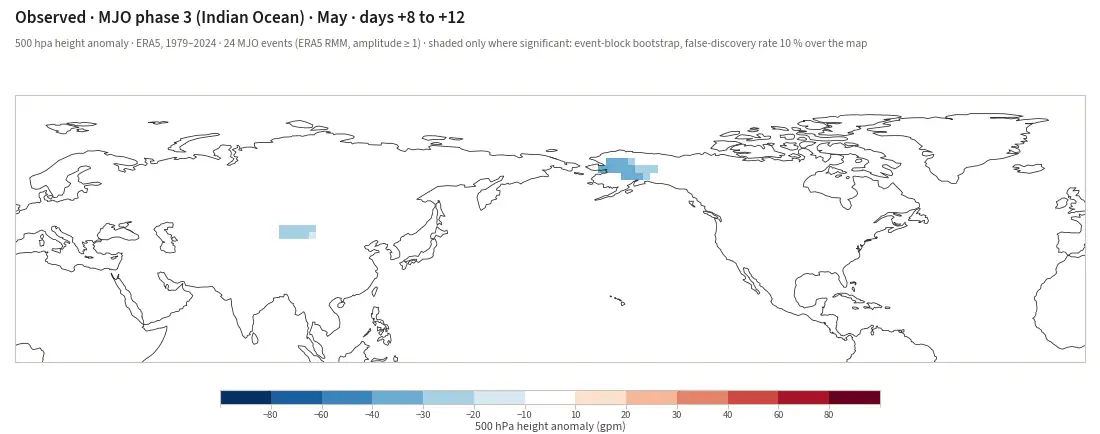 Observed · MJO phase 3 (Indian Ocean) · May · days +8 to +12
500 hpa height anomaly · ERA5, 1979–2024 · 24 MJO events (ERA5 RMM, amplitude ≥ 1) · shaded only where significant: event-block bootstrap, false-discovery rate 10 % over the map
−80 −60 −40 −30 −20 −10 10 20 30 40 60 80
500 hpa height anomaly (gpm)